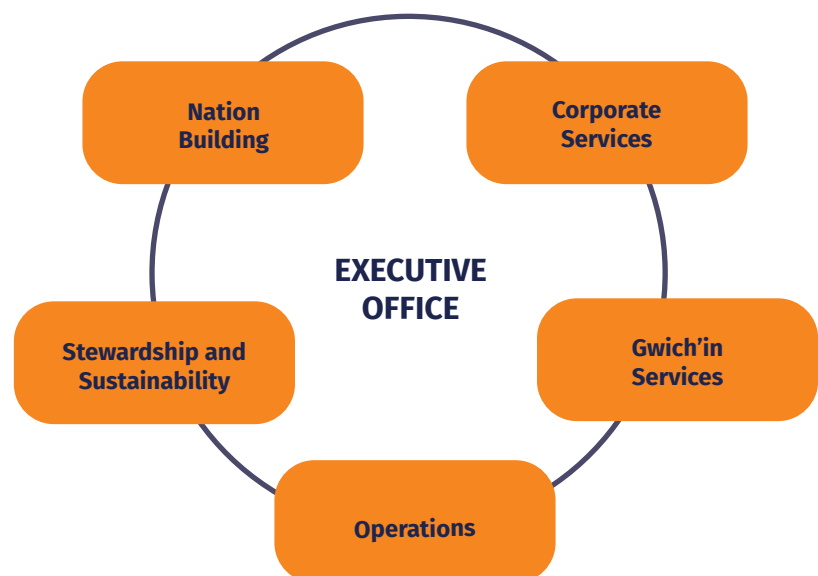 Nation
Building
Corporate
Services
EXECUTIVE
OFFICE
Stewardship and
Sustainability
Gwich’in
Services
Operations